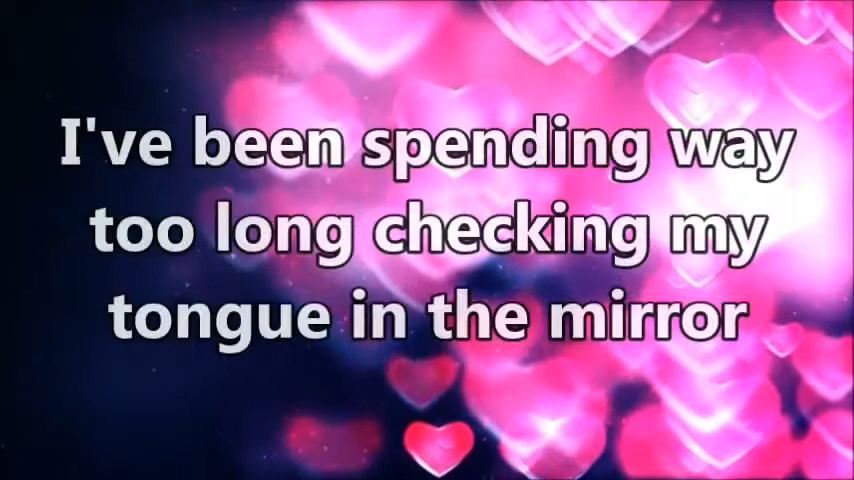 I've been spending way
too long checking my
tongue in the mirror